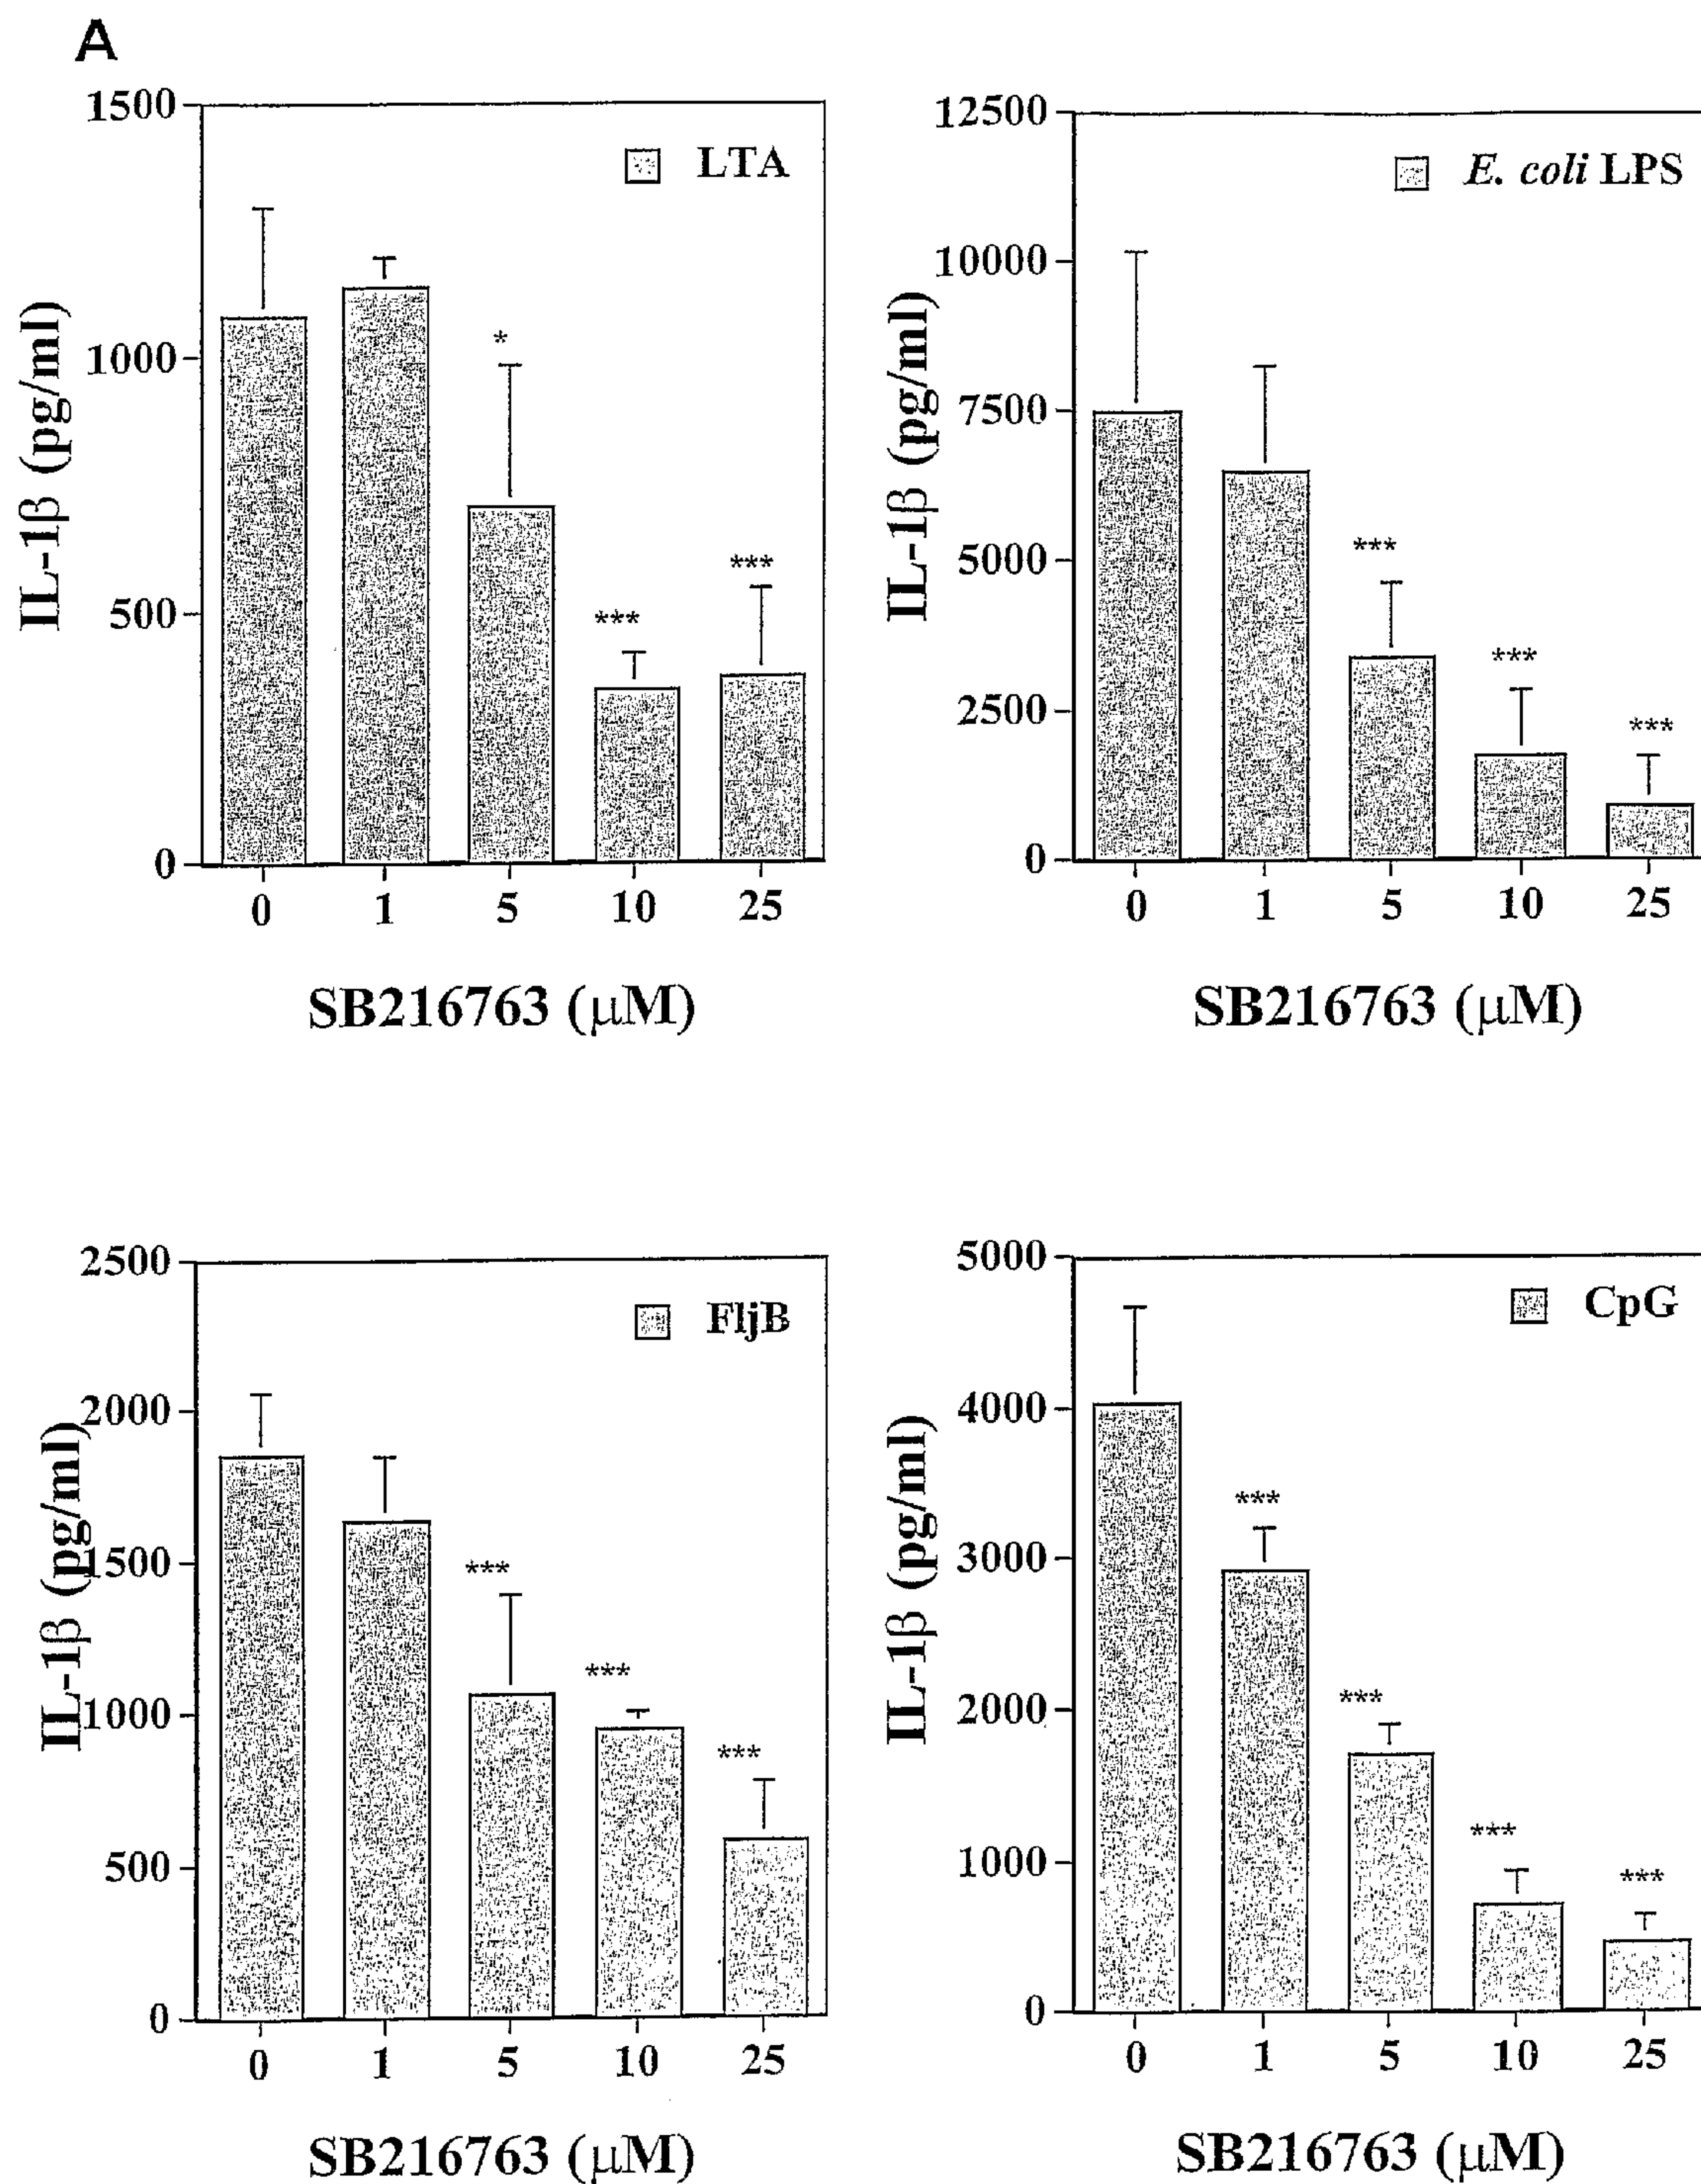 A
1500
1000
500
0
IL-1β (pg/ml)
LTA
*
***
***
0 1 5 10 25
SB216763 (μM)
12500
10000
7500
5000
2500
0
IL-1β (pg/ml)
E. coli LPS
***
***
***
0 1 5 10 25
SB216763 (μM)
2500
2000
1500
1000
500
0
IL-1β (pg/ml)
FljB
***
***
***
0 1 5 10 25
SB216763 (μM)
5000
4000
3000
2000
1000
0
IL-1β (pg/ml)
CpG
***
***
***
***
0 1 5 10 25
SB216763 (μM)